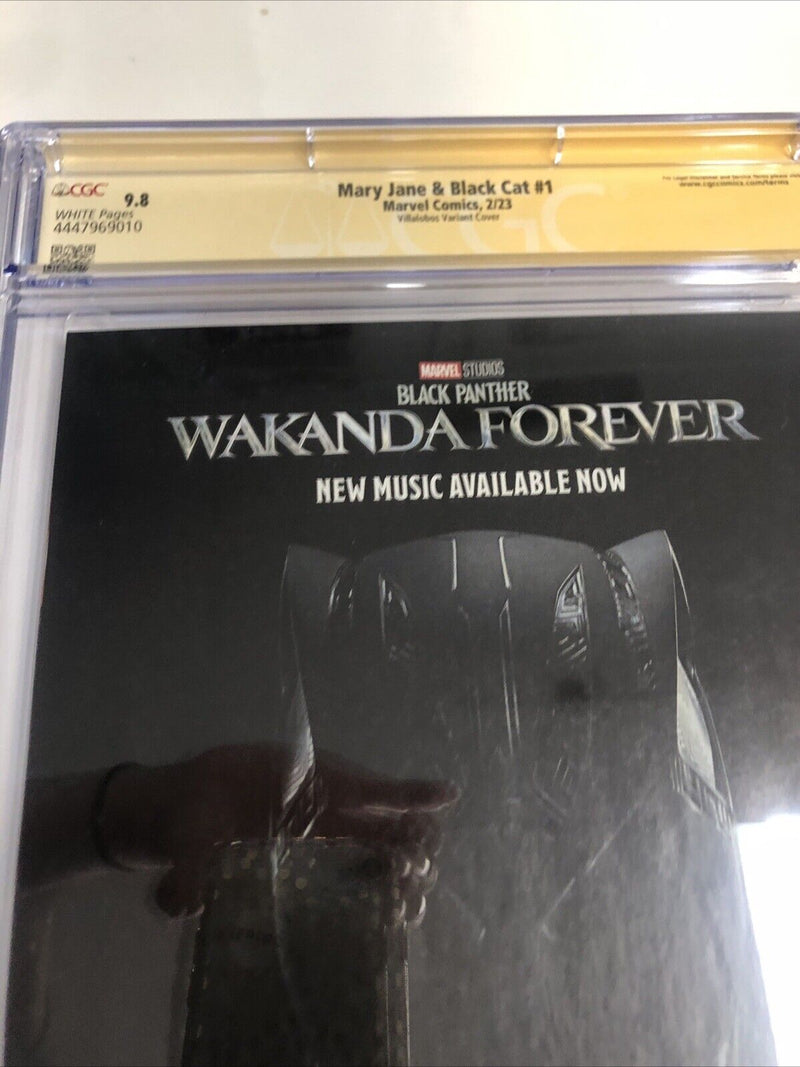 CGC
9.8
WHITE Pages
4447969010
Mary Jane & Black Cat #1
Marvel Comics, 2/23
Villalobos Variant Cover
www.cgccomics.com/terms
CGC
MARVEL STUDIOS
BLACK PANTHER
WAKANDA FOREVER
NEW MUSIC AVAILABLE NOW